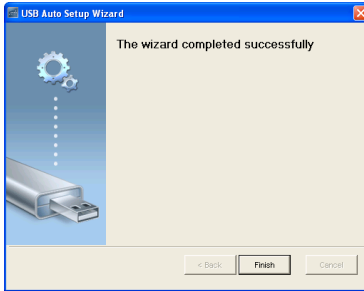 USB Auto Setup Wizard
The wizard completed successfully
< Back
Finish
Cancel